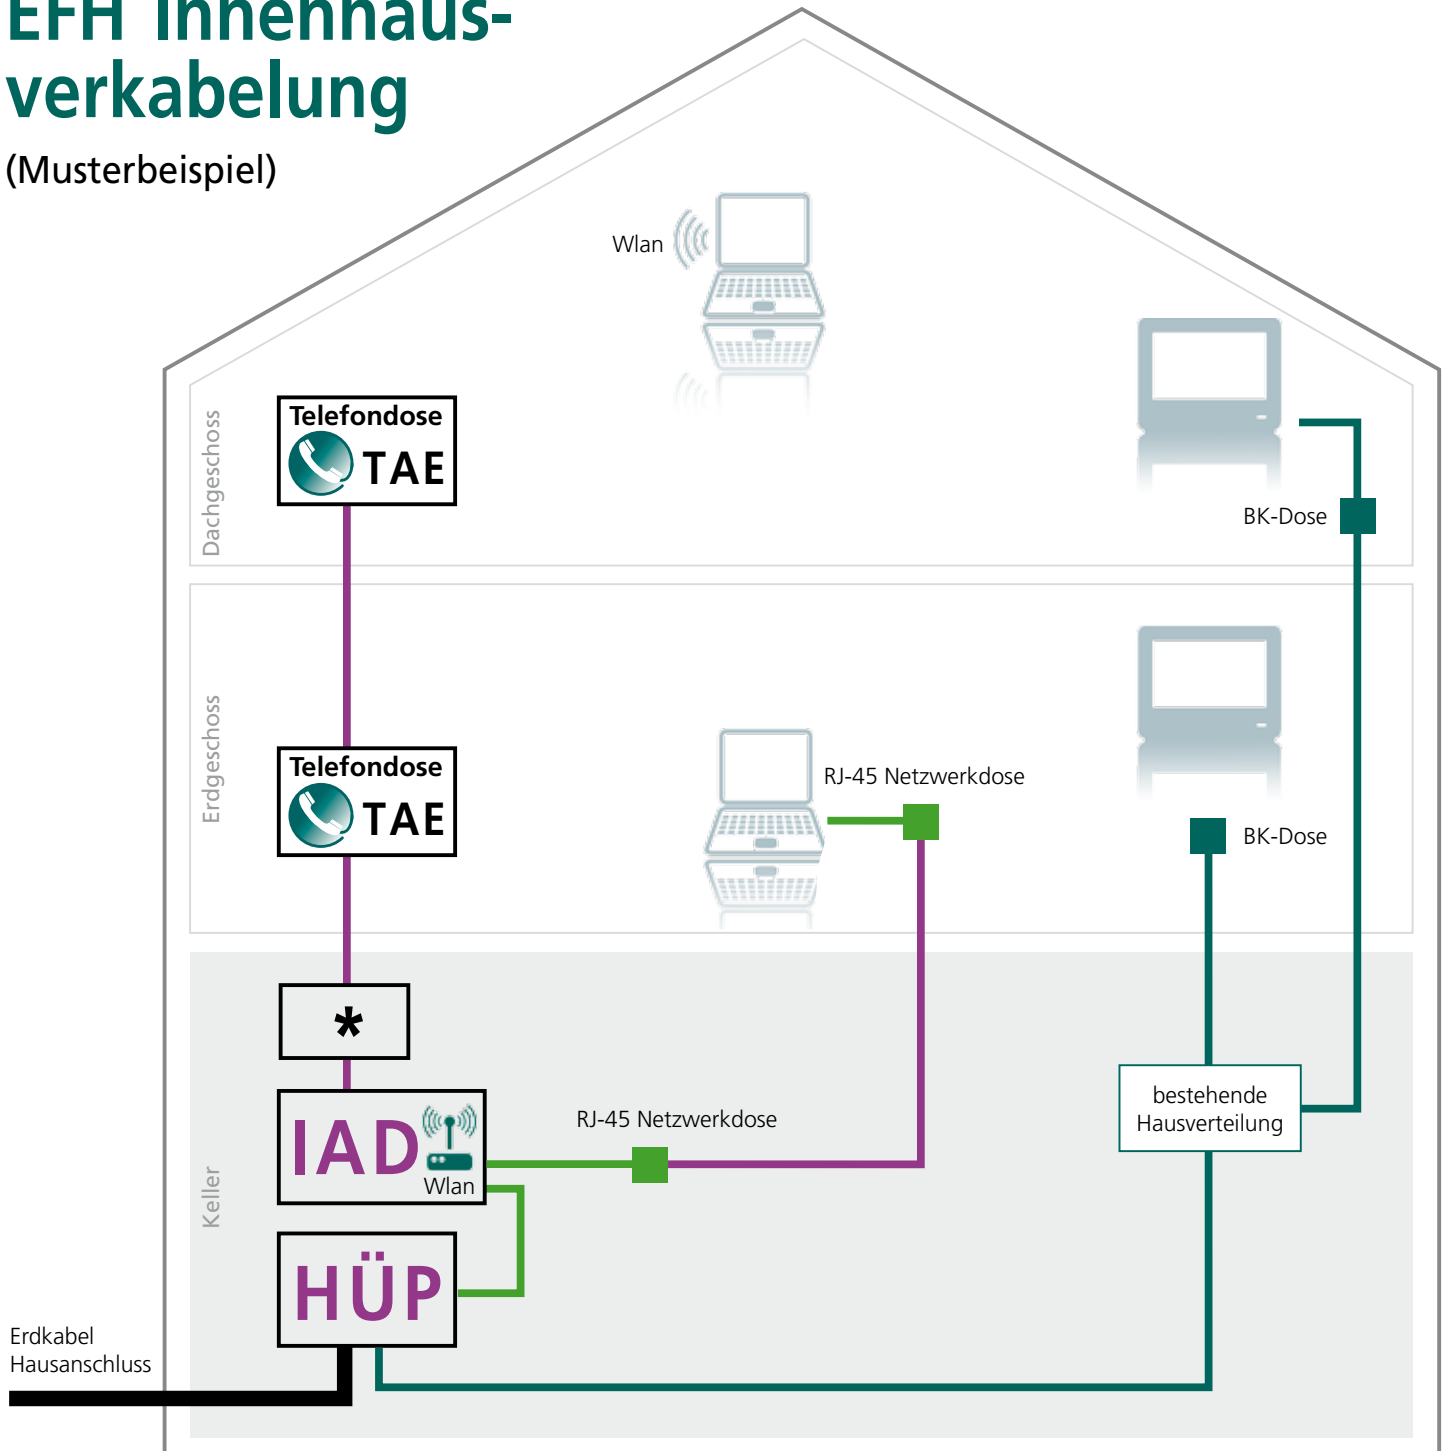 EFH Innenhaus-
verkabelung
(Musterbeispiel)
Wlan
Dachgeschoss
Telefondose
TAE
BK-Dose
Erdgeschoss
Telefondose
TAE
RJ-45 Netzwerkdose
BK-Dose
Keller
*
IAD
Wlan
RJ-45 Netzwerkdose
bestehende
Hausverteilung
HÜP
Erdkabel
Hausanschluss